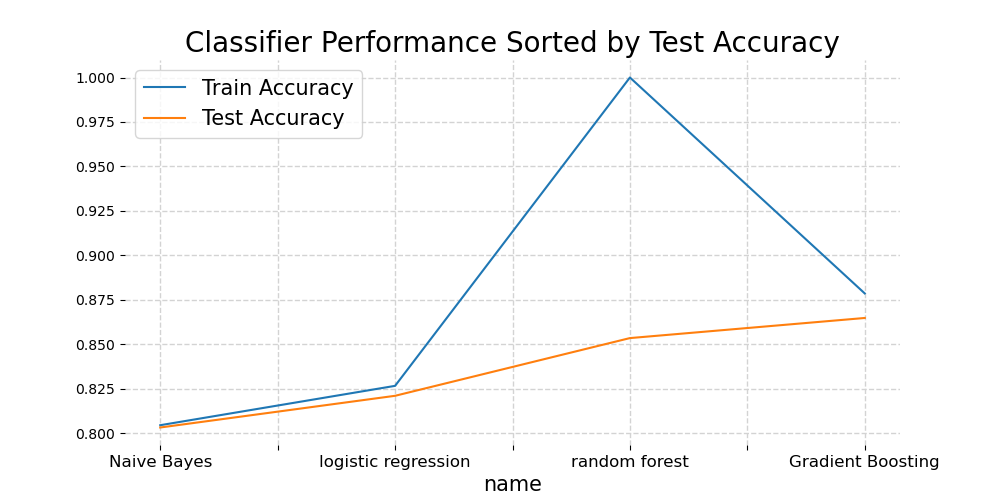 Classifier Performance Sorted by Test Accuracy
Train Accuracy
Test Accuracy
1.000
0.975
0.950
0.925
0.900
0.875
0.850
0.825
0.800
Naive Bayes
logistic regression
random forest
Gradient Boosting
name